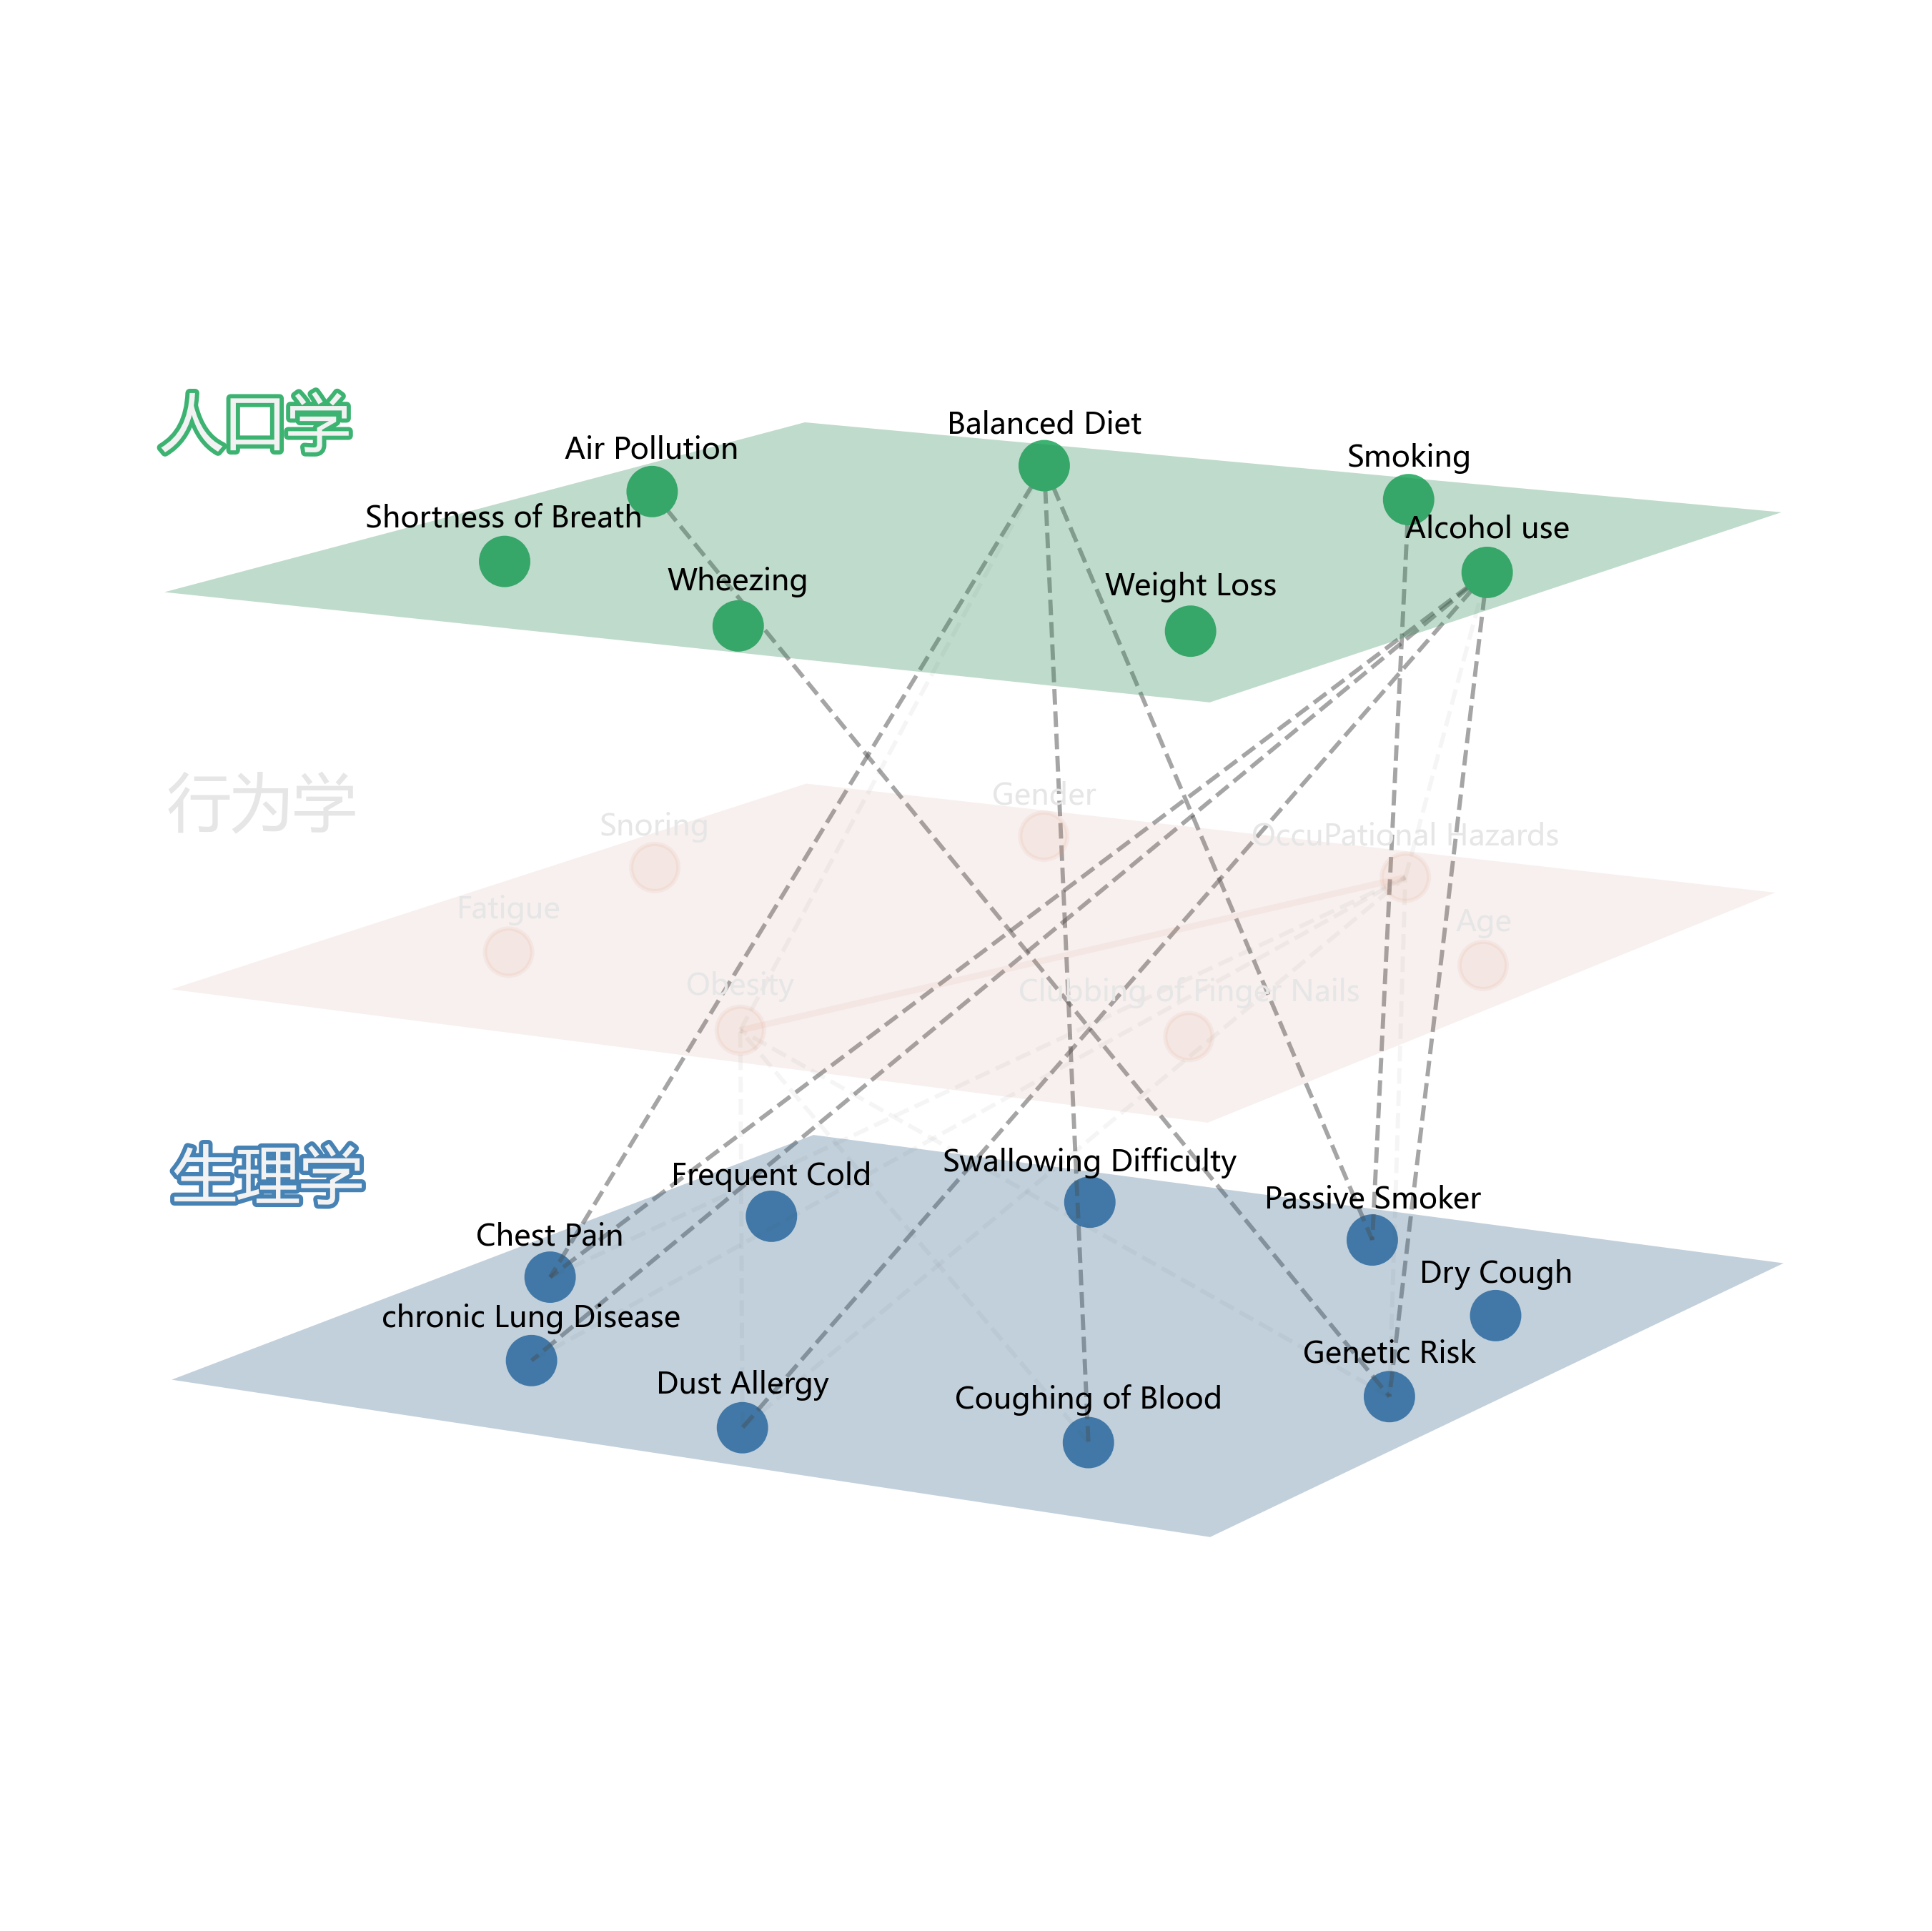 人口学
Balanced Diet
Air Pollution
Smoking
Shortness of Breath
Alcohol use
Wheezing
Weight Loss
行为学
Gender
Snoring
OccuPational Hazards
Fatigue
Age
Obesity
Clubbing of Finger Nails
生理学
Frequent Cold
Swallowing Difficulty
Passive Smoker
Chest Pain
Dry Cough
chronic Lung Disease
Genetic Risk
Dust Allergy
Coughing of Blood